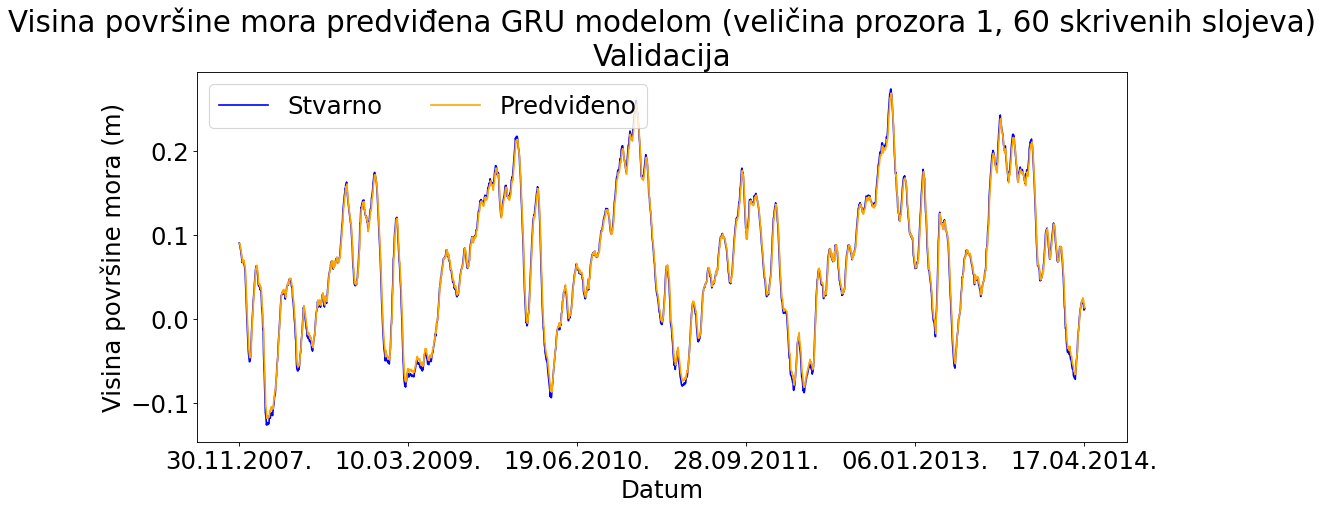 Visina površine mora predviđena GRU modelom (veličina prozora 1, 60 skrivenih slojeva)
Validacija
Stvarno Predviđeno
Visina površine mora (m)
0.2
0.1
0.0
−0.1
30.11.2007. 10.03.2009. 19.06.2010. 28.09.2011. 06.01.2013. 17.04.2014.
Datum